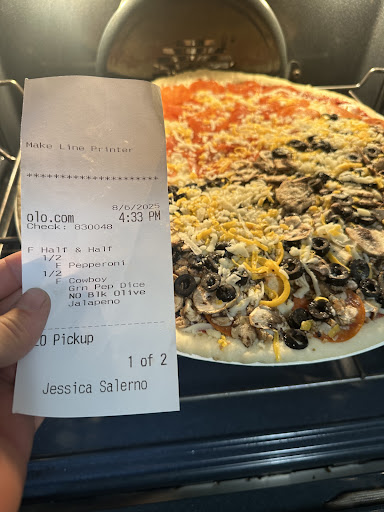 Make Line Printer
*********************
8/6/2025
olo.com 4:33 PM
Check: 830048
F Half & Half
1/2
F Pepperoni
1/2
F Cowboy
Grn Pep Dice
NO Blk Olive
Jalapeno
LO Pickup
1 of 2
Jessica Salerno